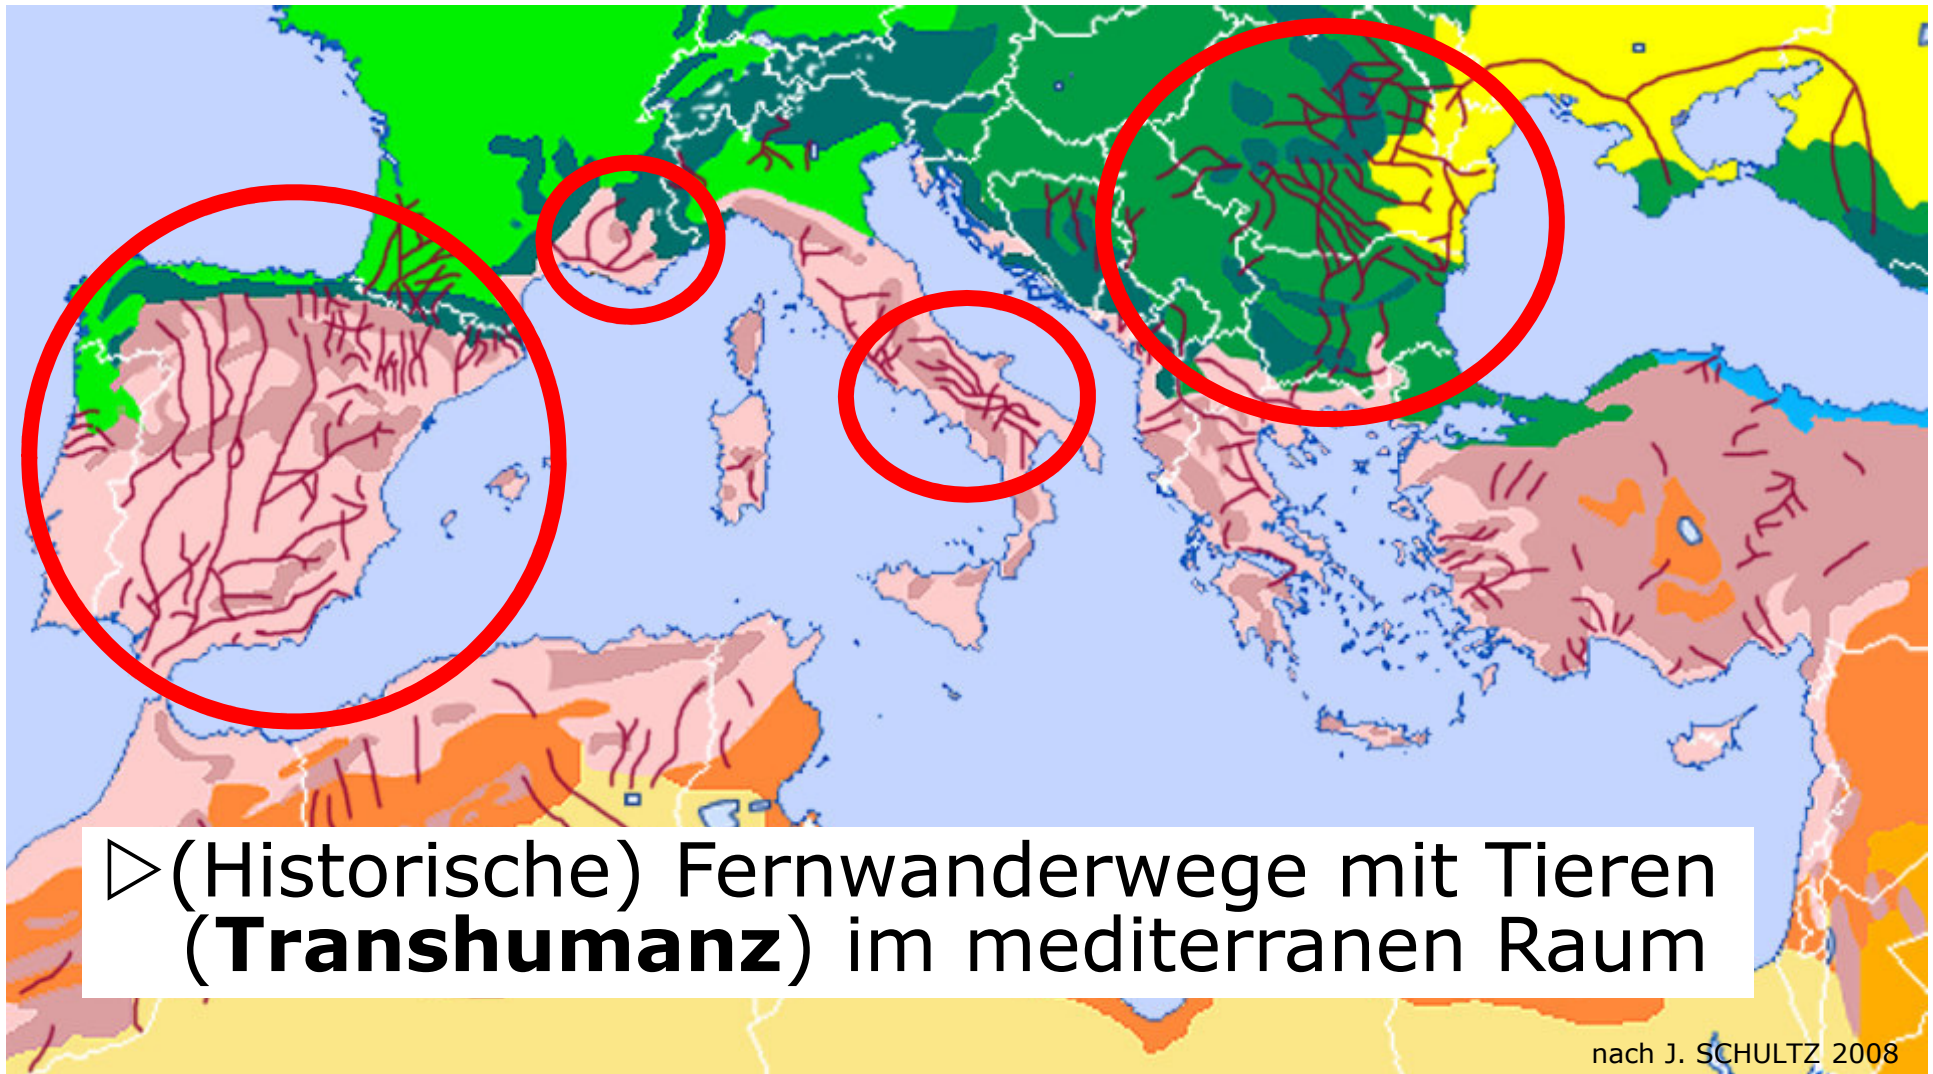 ▷(Historische) Fernwanderwege mit Tieren
(Transhumanz) im mediterranen Raum
nach J. SCHULTZ 2008